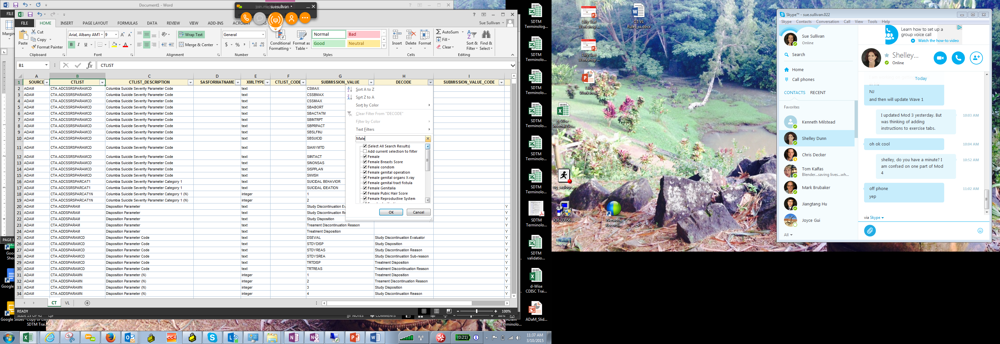 Document1 - Word
PICTURE TOOLS
join.me/suesullivan
FILE
HOME
INSERT
PAGE LAYOUT
FORMULAS
DATA
REVIEW
VIEW
ADD-INS
ACROBAT
Sue Sullivan
Cut
Copy
Format Painter
Paste
Clipboard
Arial, Albany AMT 9
B I U
Font
Wrap Text
Merge & Center
Alignment
General
$ % ,
Number
Conditional Formatting
Format as Table
Normal
Bad
Good
Neutral
Styles
Insert
Delete
Format
Cells
AutoSum
Fill
Clear
Sort & Filter
Find & Select
Editing
B1 fx CTLIST
A B C D E F G H I
1 SOURCE CTLIST CTLIST_DESCRIPTION SASFORMATNAME XMLTYPE CTLIST_CODE SUBMISSION_VALUE DECODE SUBMISSION_VALUE_CODE
2 ADAM CTA.ADCSSRSPARAMCD Columbia Suicide Severity Parameter Code text CSMAX
3 ADAM CTA.ADCSSRSPARAMCD Columbia Suicide Severity Parameter Code text CSSBMAX
4 ADAM CTA.ADCSSRSPARAMCD Columbia Suicide Severity Parameter Code text CSSIMAX
5 ADAM CTA.ADCSSRSPARAMCD Columbia Suicide Severity Parameter Code text SBABORT
6 ADAM CTA.ADCSSRSPARAMCD Columbia Suicide Severity Parameter Code text SBACTATM
7 ADAM CTA.ADCSSRSPARAMCD Columbia Suicide Severity Parameter Code text SBINTRPT
8 ADAM CTA.ADCSSRSPARAMCD Columbia Suicide Severity Parameter Code text SBPRPACT
9 ADAM CTA.ADCSSRSPARAMCD Columbia Suicide Severity Parameter Code text SBSLFINJ
10 ADAM CTA.ADCSSRSPARAMCD Columbia Suicide Severity Parameter Code text SBSUICID
11 ADAM CTA.ADCSSRSPARAMCD Columbia Suicide Severity Parameter Code text SIANYMTD
12 ADAM CTA.ADCSSRSPARAMCD Columbia Suicide Severity Parameter Code text SIINTACT
13 ADAM CTA.ADCSSRSPARAMCD Columbia Suicide Severity Parameter Code text SINONSAS
14 ADAM CTA.ADCSSRSPARAMCD Columbia Suicide Severity Parameter Code text SISPPLAN
15 ADAM CTA.ADCSSRSPARAMCD Columbia Suicide Severity Parameter Code text SIWISH
16 ADAM CTA.ADCSSRSPARCAT1 Columbia Suicide Severity Parameter Category 1 text SUICIDAL BEHAVIOR
17 ADAM CTA.ADCSSRSPARCAT1 Columbia Suicide Severity Parameter Category 1 text SUICIDAL IDEATION
18 ADAM CTA.ADCSSRSPARCAT1N Columbia Suicide Severity Parameter Category 1 (N) integer 1
19 ADAM CTA.ADCSSRSPARCAT1N Columbia Suicide Severity Parameter Category 1 (N) integer 2
20 ADAM CTA.ADDSPARAM Disposition Parameter text Study Discontinuation Ev Y
21 ADAM CTA.ADDSPARAM Disposition Parameter text Study Discontinuation Re Y
22 ADAM CTA.ADDSPARAM Disposition Parameter text Study Disposition Y
23 ADAM CTA.ADDSPARAM Disposition Parameter text Treament Discontinuation Reason Y
24 ADAM CTA.ADDSPARAM Disposition Parameter text Treatment Disposition Y
25 ADAM CTA.ADDSPARAMCD Disposition Parameter Code text DSEVAL Study Discontinuation Evaluator Y
26 ADAM CTA.ADDSPARAMCD Disposition Parameter Code text STDYDISP Study Disposition Y
27 ADAM CTA.ADDSPARAMCD Disposition Parameter Code text STDYREAS Study Discontinuation Reason Y
28 ADAM CTA.ADDSPARAMCD Disposition Parameter Code text STDYSREA Study Discontinuation Sub-reason Y
29 ADAM CTA.ADDSPARAMCD Disposition Parameter Code text TRTDISP Treatment Disposition Y
30 ADAM CTA.ADDSPARAMCD Disposition Parameter Code text TRTREAS Treatment Discontinuation Reason Y
31 ADAM CTA.ADDSPARAMN Disposition Parameter (N) integer 1 Treatment Disposition Y
32 ADAM CTA.ADDSPARAMN Disposition Parameter (N) integer 2 Treament Discontinuation Reason Y
33 ADAM CTA.ADDSPARAMN Disposition Parameter (N) integer 3 Study Disposition Y
34 ADAM CTA.ADDSPARAMN Disposition Parameter (N) integer 4 Study Discontinuation Reason Y
Sort A to Z
Sort Z to A
Sort by Color
Clear Filter From "DECODE"
Filter by Color
Text Filters
Male
(Select All Search Results)
Add current selection to filter
Female
Female Breasts Score
Female condom
Female genital operation
Female genital organs X-ray
Female genital tract fistula
Female Genitalia
Female Pubic Hair Score
Female Reproductive System
OK
Cancel
CT
VL
READY
100%
SLIDE 15 OF 42
NOTES
COMMENTS
88%
FILE
Margin
PAGE 1
Goo
Shee
Google
Google Slides
Copy of Lilly
SDTM Trai...
ADaM
Terminolo...
SDTM
Terminolog...
SDTM
Terminolo...
SDTM
Terminolo...
SDTM
Terminolo...
SDTM
Terminolo...
SDTM
Terminolo...
SDTM
Terminolo...
SDTM
validatio...
d-Wise
CDISC Trai...
ADaM_Slid...
Lilly Stat
Workshop ...
Lilly Stat
Workshop ...
Lilly
Worksho...
CT VL
Rules_ss.docx
d-Wise -
Internal No...
ug_saslogc...
X16-33056...
Network
Recordi...
CC4
(0:21)
11:37 AM
3/10/2015
Skype™ - sue.sullivan.022
Skype Contacts Conversation Call View Tools Help
Sue Sullivan
Online
Search
Home
Call phones
CONTACTS RECENT
Favorites
Kenneth Milstead
Shelley Dunn
Chris Decker
Tom Kalfas
Blender...saving lives...wh...
Mark Brubaker
Jiangtang Hu
Joyce Gui
All
Learn how to set up a
group voice call
Watch the how-to video
Shelley...
Online
Today
NJ
and then will update Wave 1
I updated Mod 3 yesterday. But
was thinking of adding
instructions to exercise tabs.
10:03 AM
oh ok cool
10:04 AM
shelley, do you have a minute? I
am confsed on one part of Mod
4
10:52 AM
off phone
yep
11:02 AM
via Skype